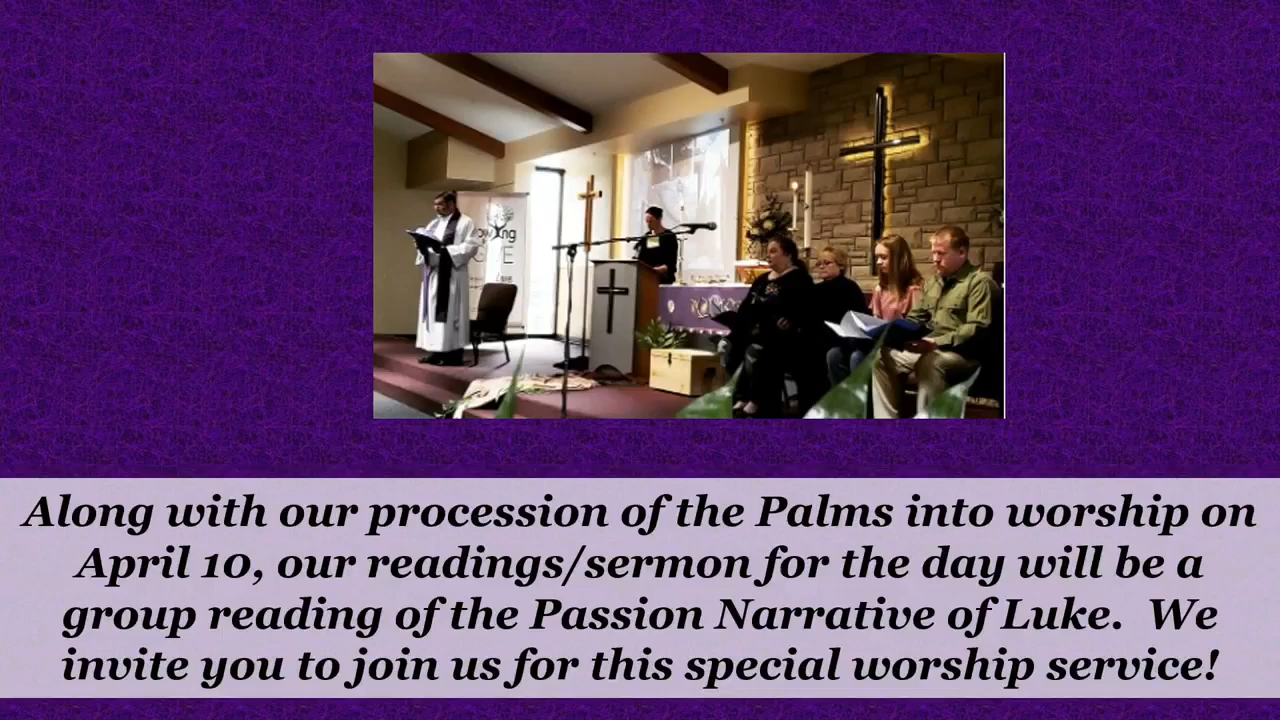 Along with our procession of the Palms into worship on
April 10, our readings/sermon for the day will be a
group reading of the Passion Narrative of Luke.  We
invite you to join us for this special worship service!